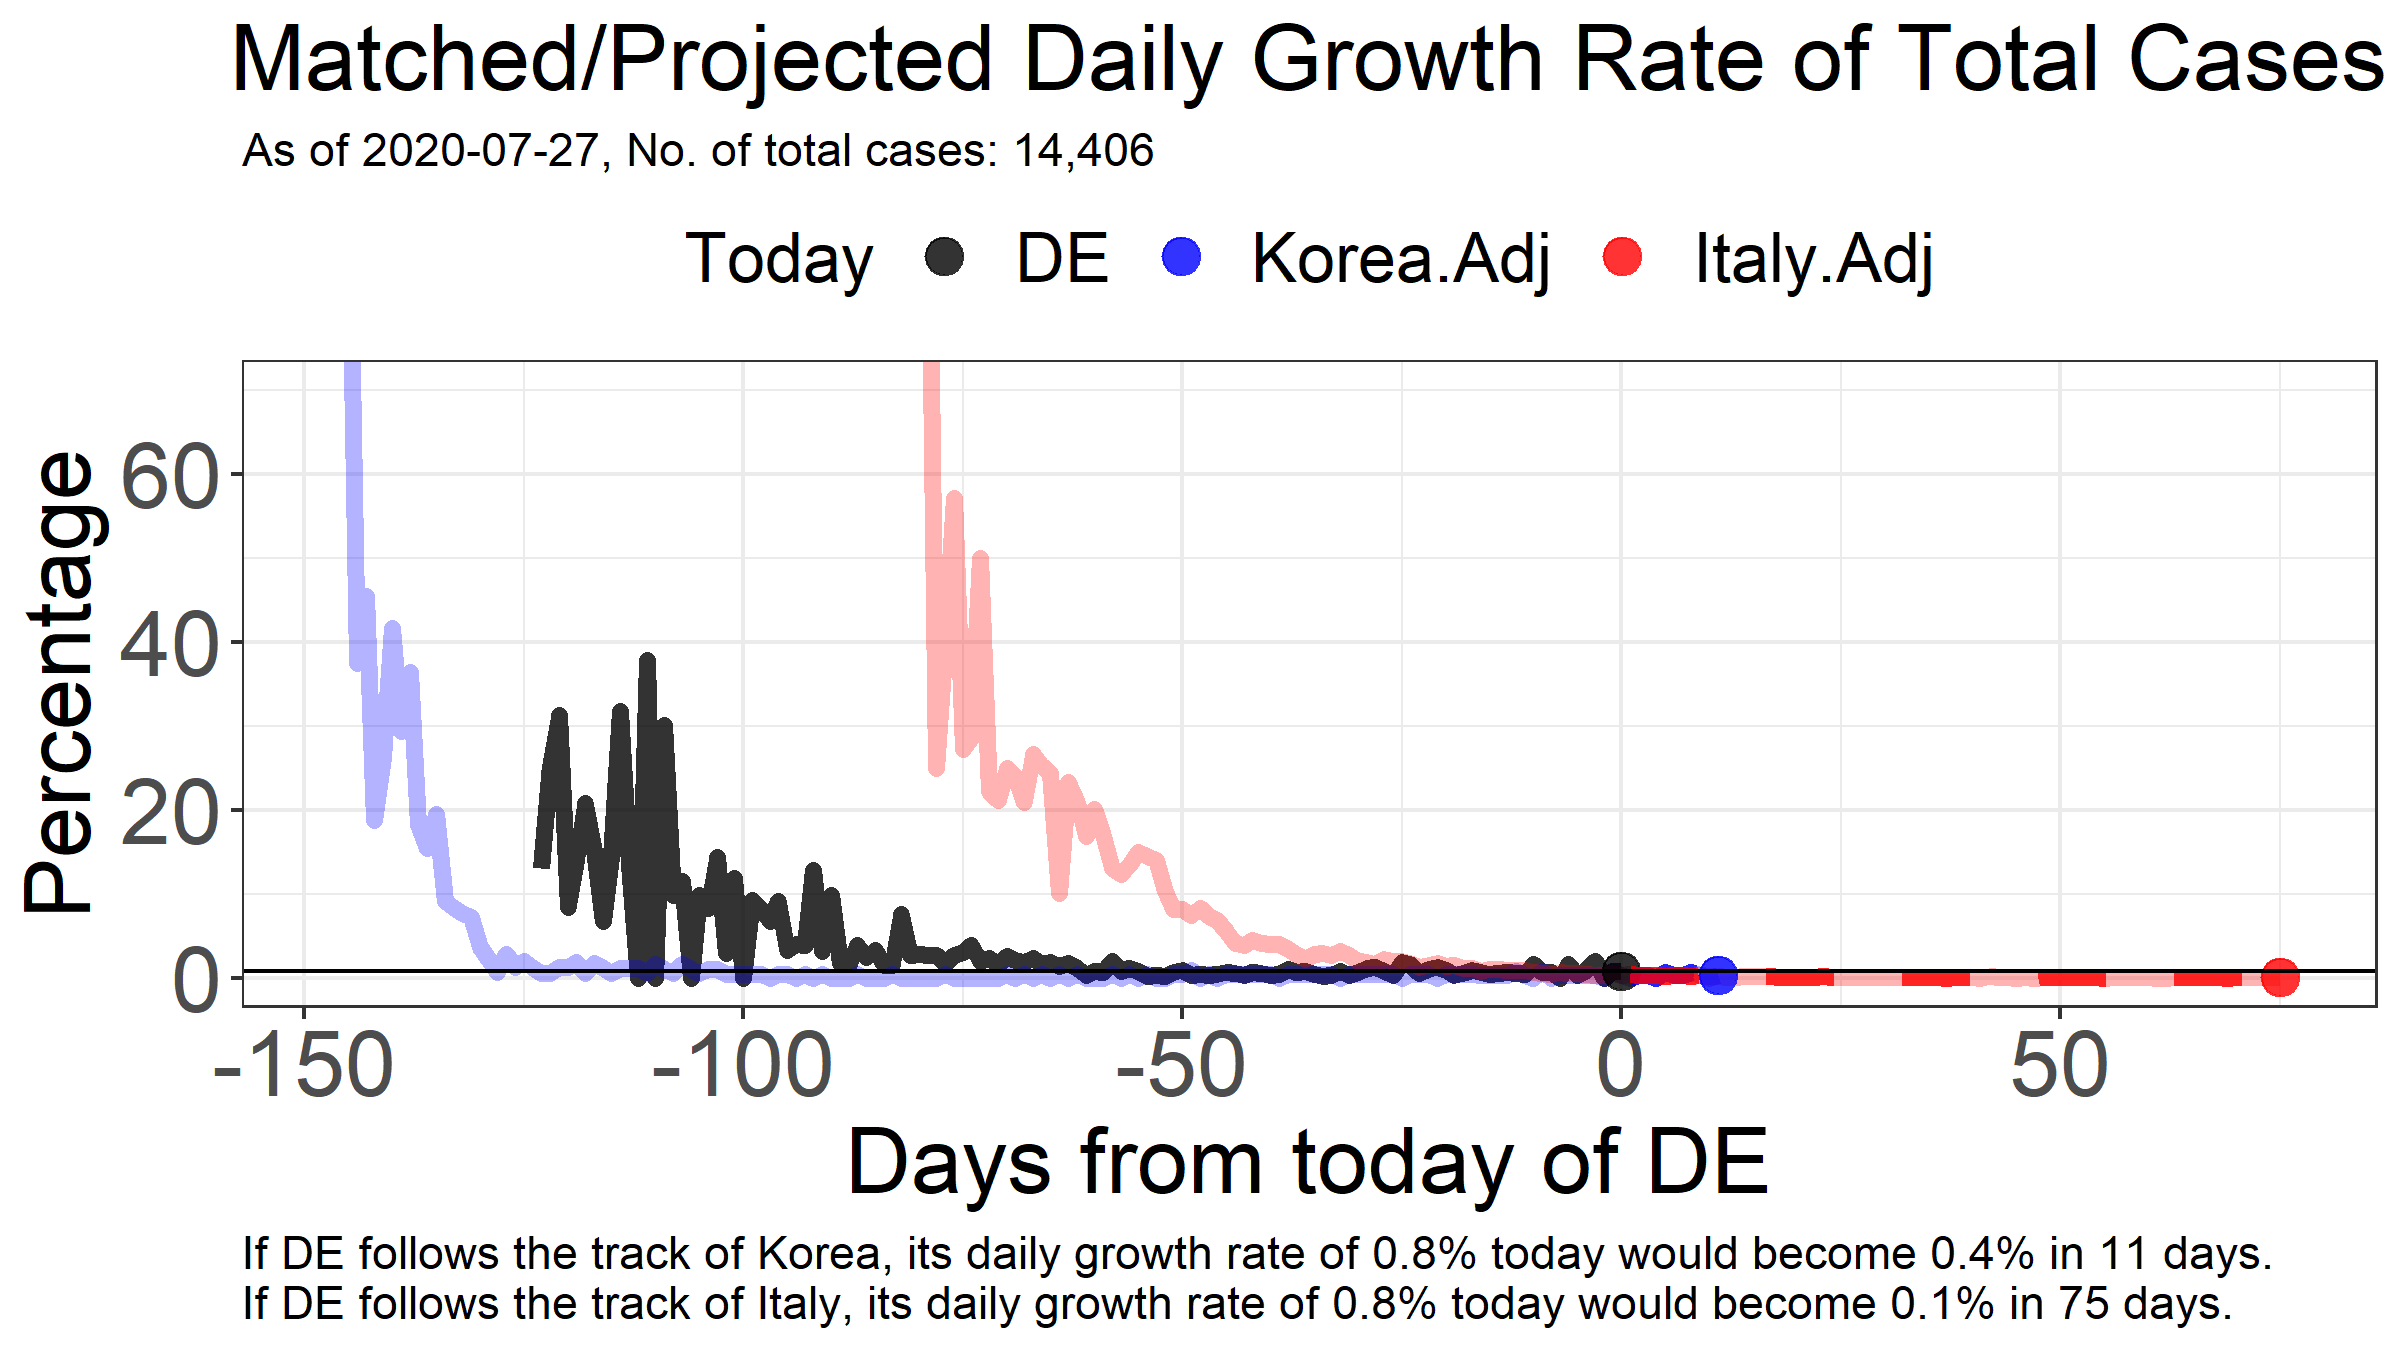 Matched/Projected Daily Growth Rate of Total Cases
As of 2020-07-27, No. of total cases: 14,406
Today DE Korea.Adj Italy.Adj
Percentage
60
40
20
0
-150 -100 -50 0 50
Days from today of DE
If DE follows the track of Korea, its daily growth rate of 0.8% today would become 0.4% in 11 days.
If DE follows the track of Italy, its daily growth rate of 0.8% today would become 0.1% in 75 days.